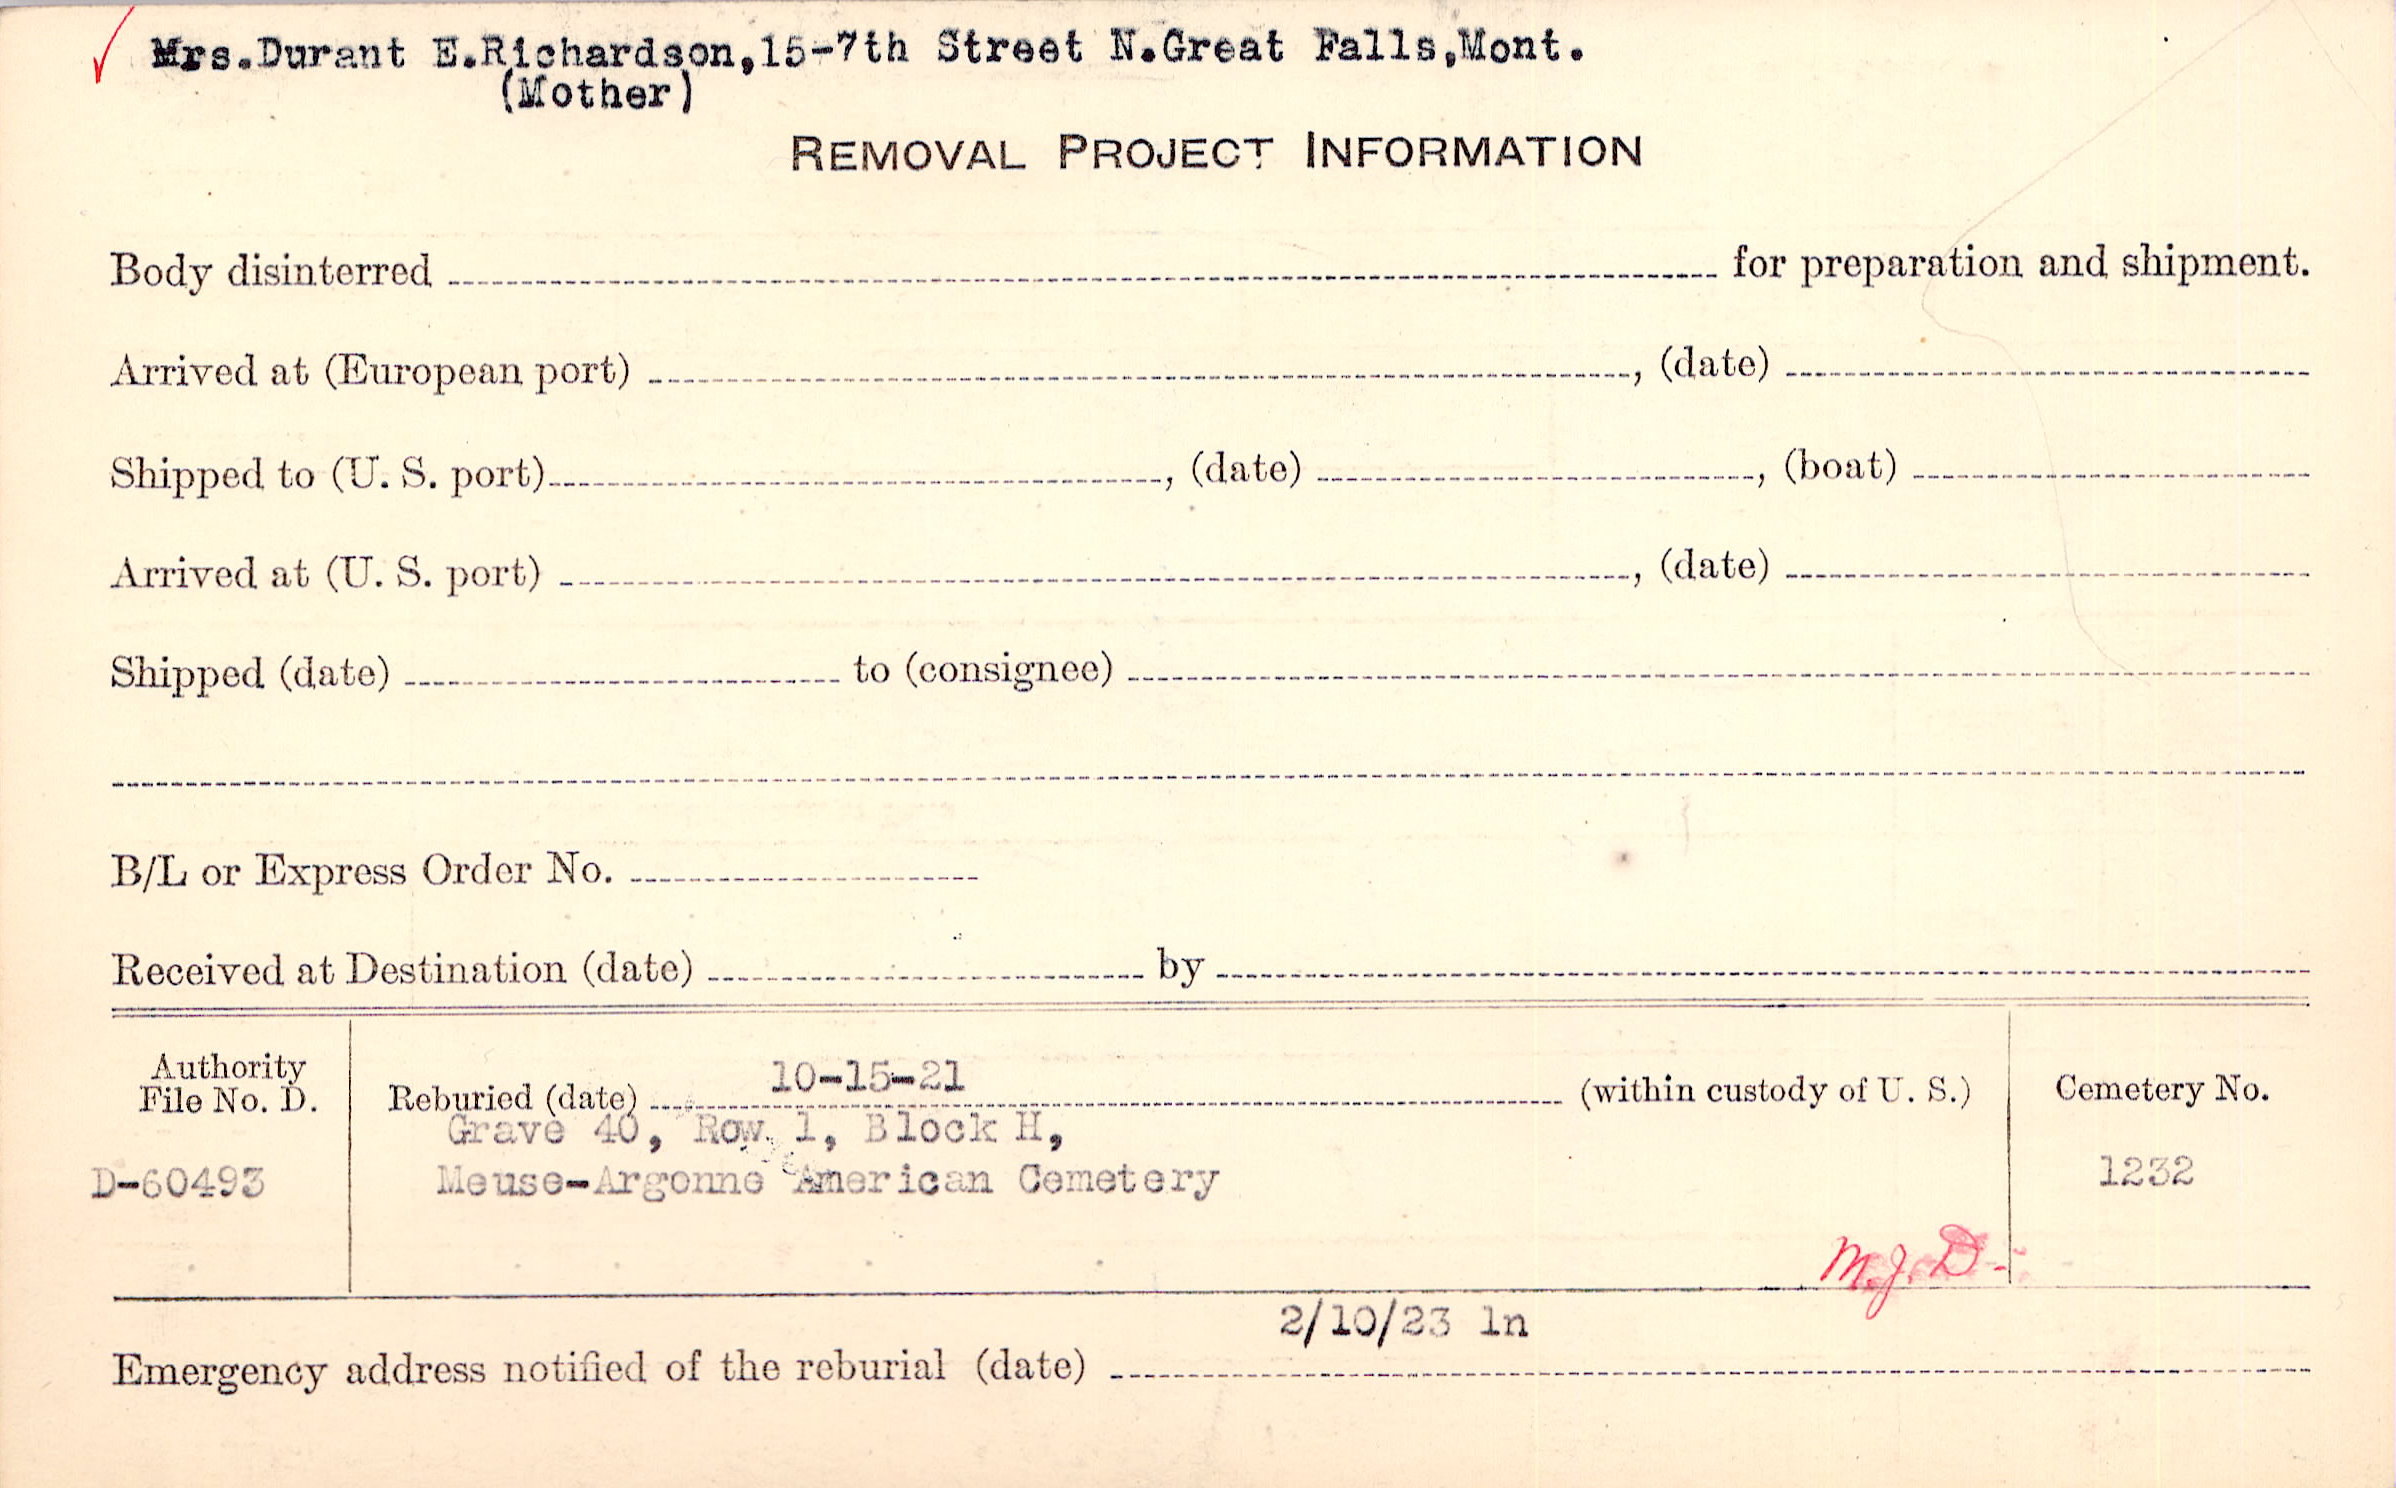 Mrs.Durant E.Richardson,15-7th Street N.Great Falls,Mont.
(Mother)
REMOVAL PROJECT INFORMATION
Body disinterred for preparation and shipment.
Arrived at (European port) , (date)
Shipped to (U. S. port) , (date) , (boat)
Arrived at (U. S. port) , (date)
Shipped (date) to (consignee)
B/L or Express Order No.
Received at Destination (date) by
Authority
File No. D.
D-60493
Reburied (date) 10-15-21 (within custody of U. S.)
Grave 40, Row 1, Block H,
Meuse-Argonne American Cemetery
Cemetery No.
1232
M.J.D-
2/10/23 ln
Emergency address notified of the reburial (date)